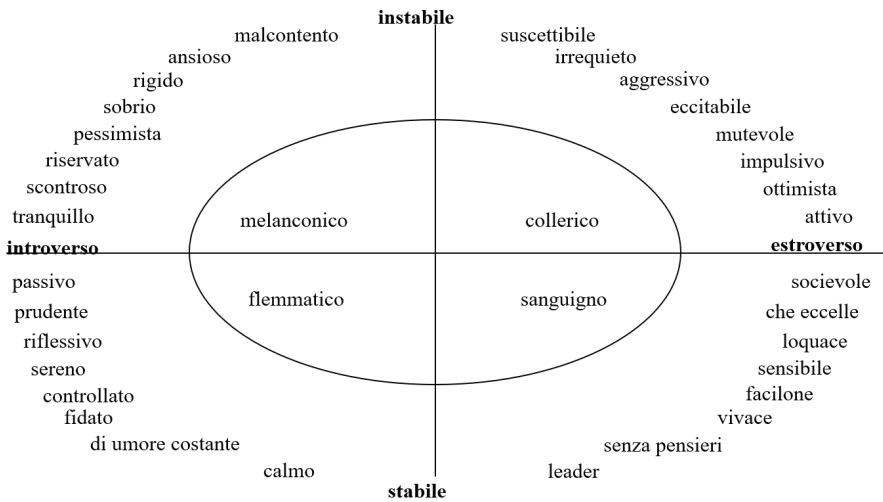 instabile
malcontento
suscettibile
ansioso
irrequieto
rigido
aggressivo
sobrio
eccitabile
pessimista
mutevole
riservato
impulsivo
scontroso
ottimista
tranquillo
melanconico
collerico
attivo
introverso
estroverso
passivo
socievole
flemmatico
sanguigno
prudente
che eccelle
riflessivo
loquace
sereno
sensibile
controllato
facilone
fidato
vivace
di umore costante
senza pensieri
calmo
leader
stabile